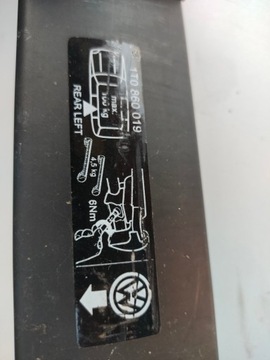 1T0 860 019
max.
100 kg
REAR LEFT
4,5 kg
6Nm